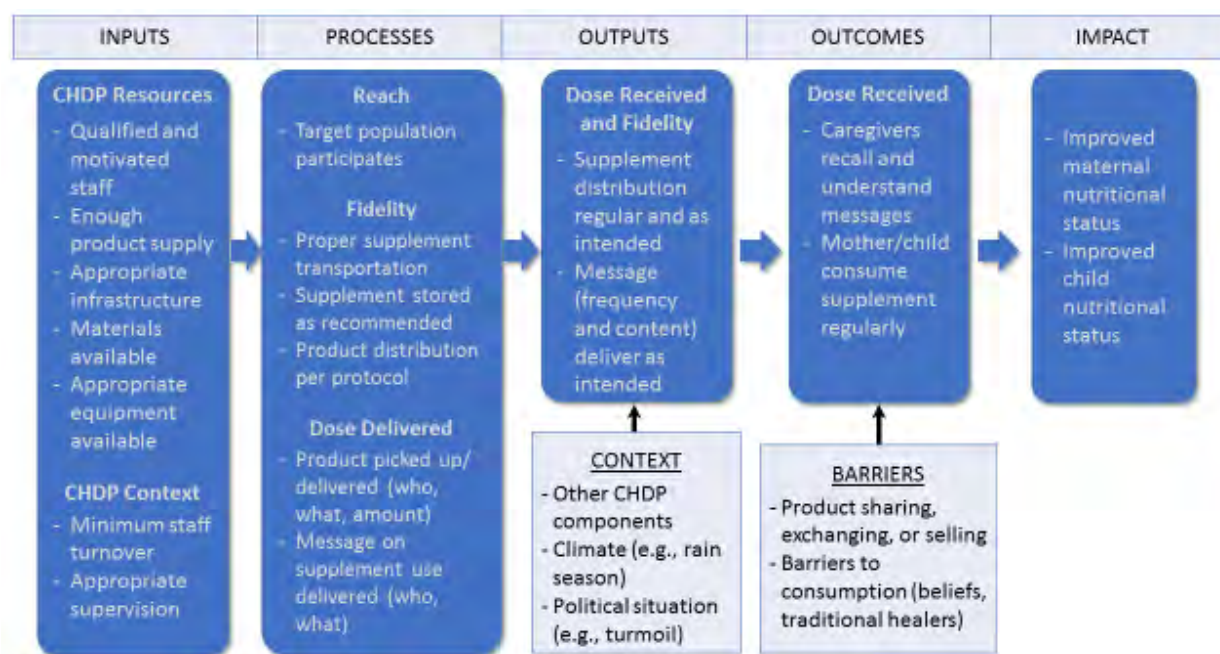 INPUTS
PROCESSES
OUTPUTS
OUTCOMES
IMPACT
CHDP Resources
- Qualified and
motivated
staff
- Enough
product supply
- Appropriate
infrastructure
- Materials
available
- Appropriate
equipment
available
CHDP Context
- Minimum staff
turnover
- Appropriate
supervision
Reach
- Target population
participates
Fidelity
- Proper supplement
transportation
- Supplement stored
as recommended
- Product distribution
per protocol
Dose Delivered
- Product picked up/
delivered (who,
what, amount)
- Message on
supplement use
delivered (who,
what)
Dose Received
and Fidelity
- Supplement
distribution
regular and as
intended
- Message
(frequency
and content)
deliver as
intended
CONTEXT
- Other CHDP
components
- Climate (e.g., rain
season)
- Political situation
(e.g., turmoil)
Dose Received
- Caregivers
recall and
understand
messages
- Mother/child
consume
supplement
regularly
BARRIERS
- Product sharing,
exchanging, or selling
- Barriers to
consumption (beliefs,
traditional healers)
- Improved
maternal
nutritional
status
- Improved
child
nutritional
status